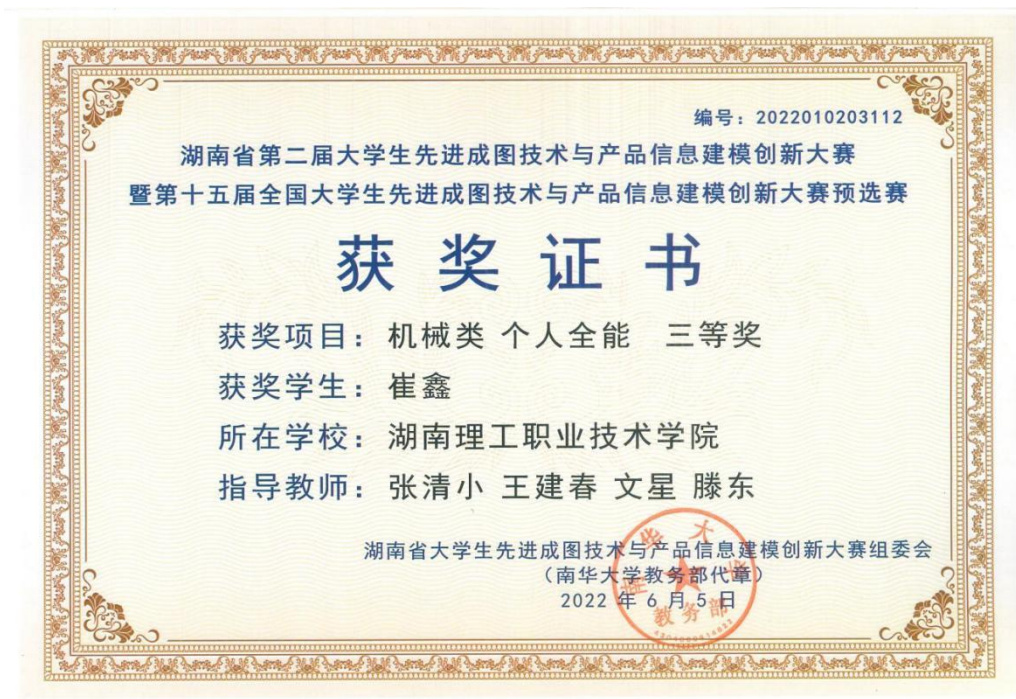 编号：2022010203112
湖南省第二届大学生先进成图技术与产品信息建模创新大赛
暨第十五届全国大学生先进成图技术与产品信息建模创新大赛预选赛
获奖证书
获奖项目：机械类 个人全能 三等奖
获奖学生：崔鑫
所在学校：湖南理工职业技术学院
指导教师：张清小 王建春 文星 滕东
湖南省大学生先进成图技术与产品信息建模创新大赛组委会
（南华大学教务部代章）
2022 年 6 月 5 日
南华大学
教务部